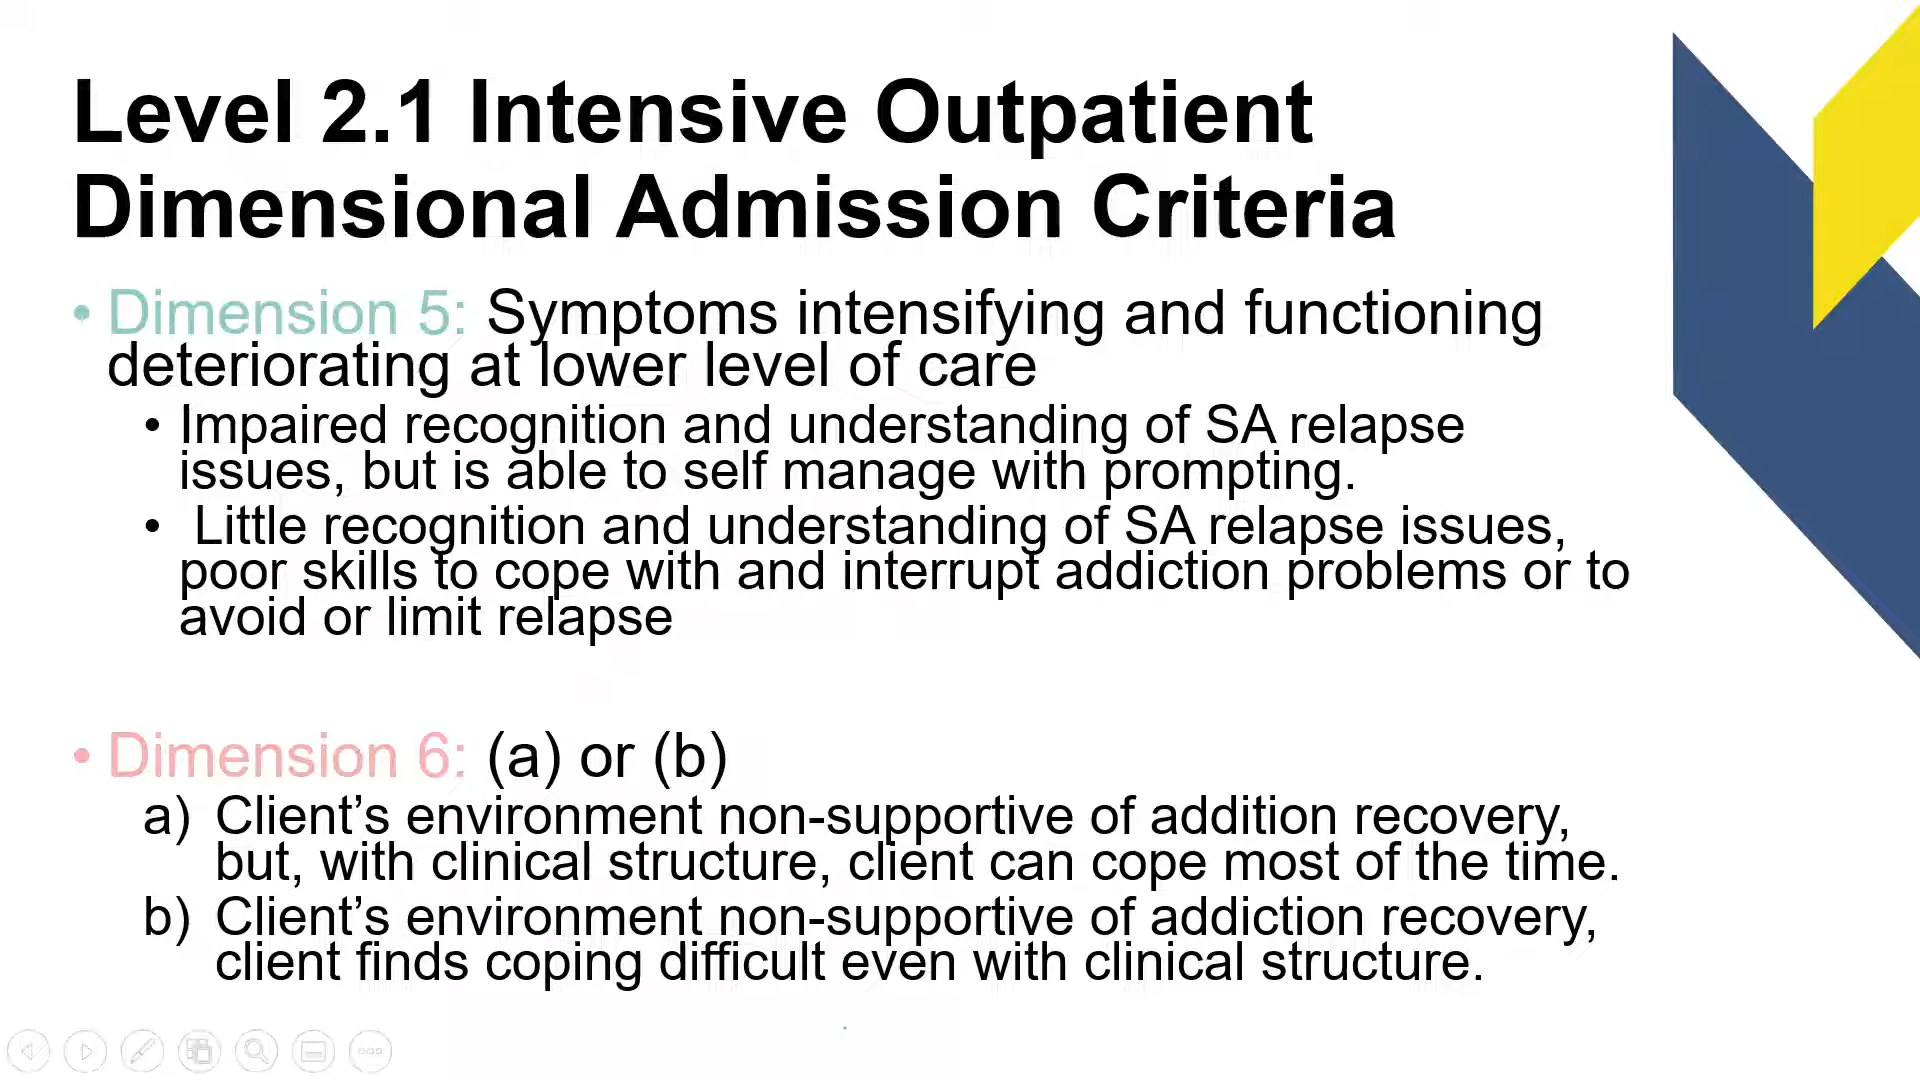 Level 2.1 Intensive Outpatient
Dimensional Admission Criteria
• Dimension 5: Symptoms intensifying and functioning
deteriorating at lower level of care
• Impaired recognition and understanding of SA relapse
issues, but is able to self manage with prompting.
• Little recognition and understanding of SA relapse issues,
poor skills to cope with and interrupt addiction problems or to
avoid or limit relapse
• Dimension 6: (a) or (b)
a) Client’s environment non-supportive of addition recovery,
but, with clinical structure, client can cope most of the time.
b) Client’s environment non-supportive of addiction recovery,
client finds coping difficult even with clinical structure.